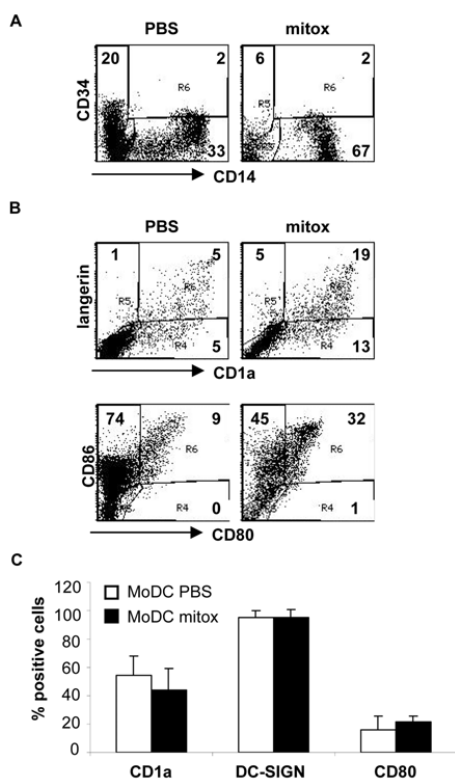 A
PBS mitox
CD34
20 2 6 2
R6 R5 R6
33 67
CD14
B
PBS mitox
langerin
1 5 5 19
R5 R6 R5 R6
R4 5 R4 13
CD1a
CD86
74 9 45 32
R6 R6
R4 0 R4 1
CD80
C
% positive cells
120
100
80
60
40
20
0
MoDC PBS
MoDC mitox
CD1a DC-SIGN CD80